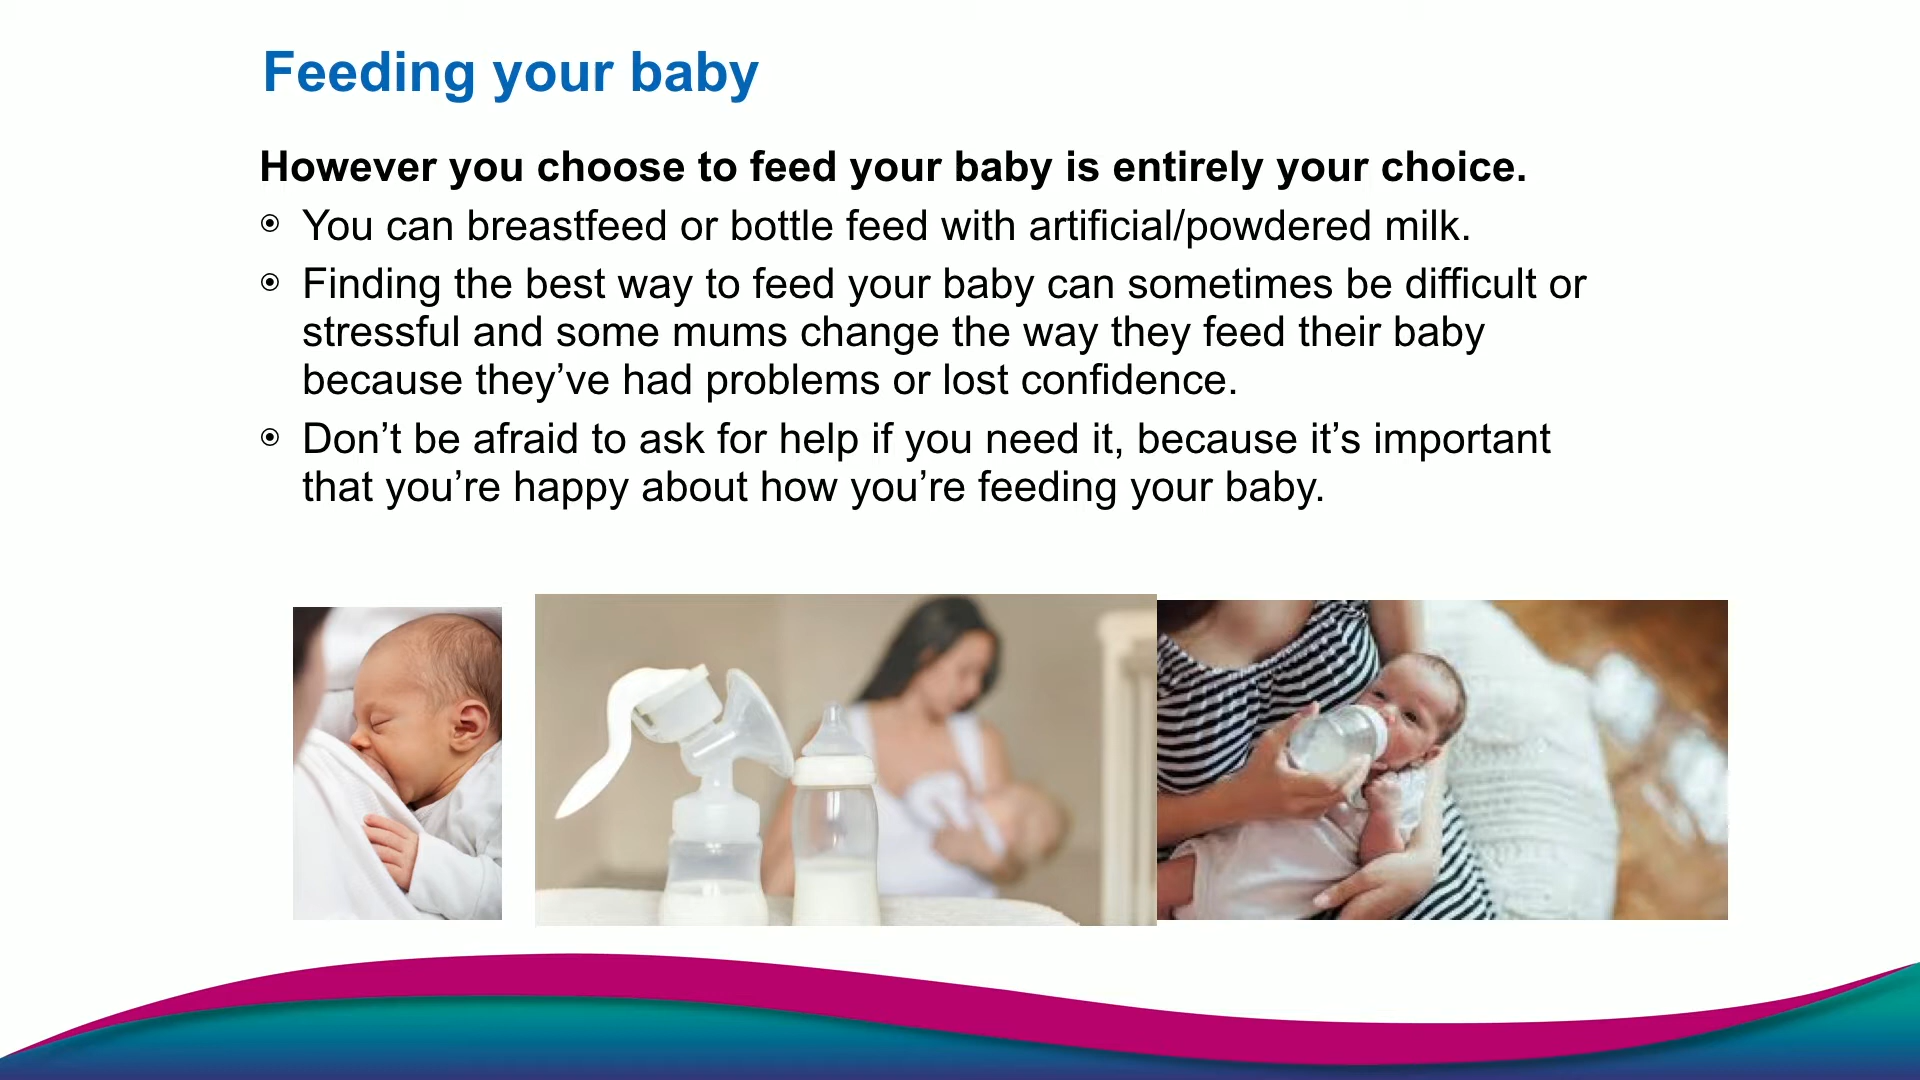 Feeding your baby
However you choose to feed your baby is entirely your choice.
You can breastfeed or bottle feed with artificial/powdered milk.
Finding the best way to feed your baby can sometimes be difficult or
stressful and some mums change the way they feed their baby
because they’ve had problems or lost confidence.
Don’t be afraid to ask for help if you need it, because it’s important
that you’re happy about how you’re feeding your baby.